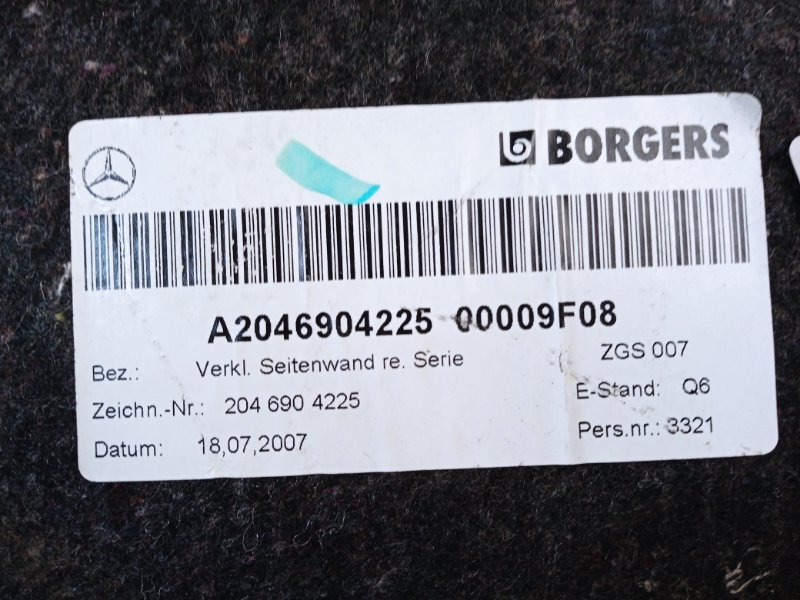 BORGERS
A2046904225 00009F08
Bez.: Verkl. Seitenwand re. Serie ZGS 007
Zeichn.-Nr.: 204 690 4225 E-Stand: Q6
Datum: 18,07,2007 Pers.nr.: 3321